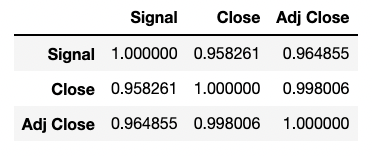 Signal Close Adj Close
Signal 1.000000 0.958261 0.964855
Close 0.958261 1.000000 0.998006
Adj Close 0.964855 0.998006 1.000000